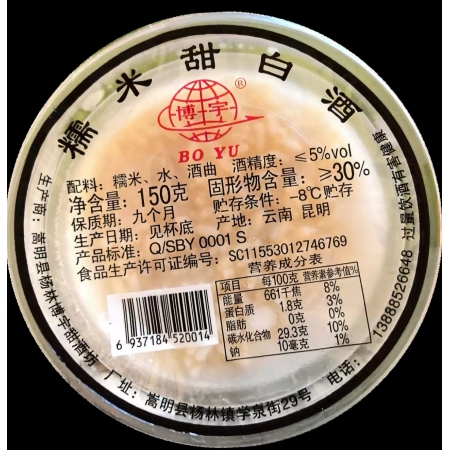 糯米甜白酒
博宇
®
BO YU
配料：糯米、水、酒曲 酒精度：≤5%vol
净含量：150克 固形物含量：≥30%
保质期：九个月 贮存条件：-8℃贮存
生产日期：见杯底 产地：云南 昆明
产品标准：Q/SBY 0001 S
食品生产许可证编号：SC11553012746769
营养成分表
项目 每100克 营养素参考值%
能量 661千焦 8%
蛋白质 1.8克 3%
脂肪 0克 0%
碳水化合物 29.3克 10%
钠 10毫克 1%
6 937184 520014
生产商：嵩明县杨林博宇甜酒坊 厂址：嵩明县杨林镇学泉街29号 电话：13888526648 过量饮酒有害健康